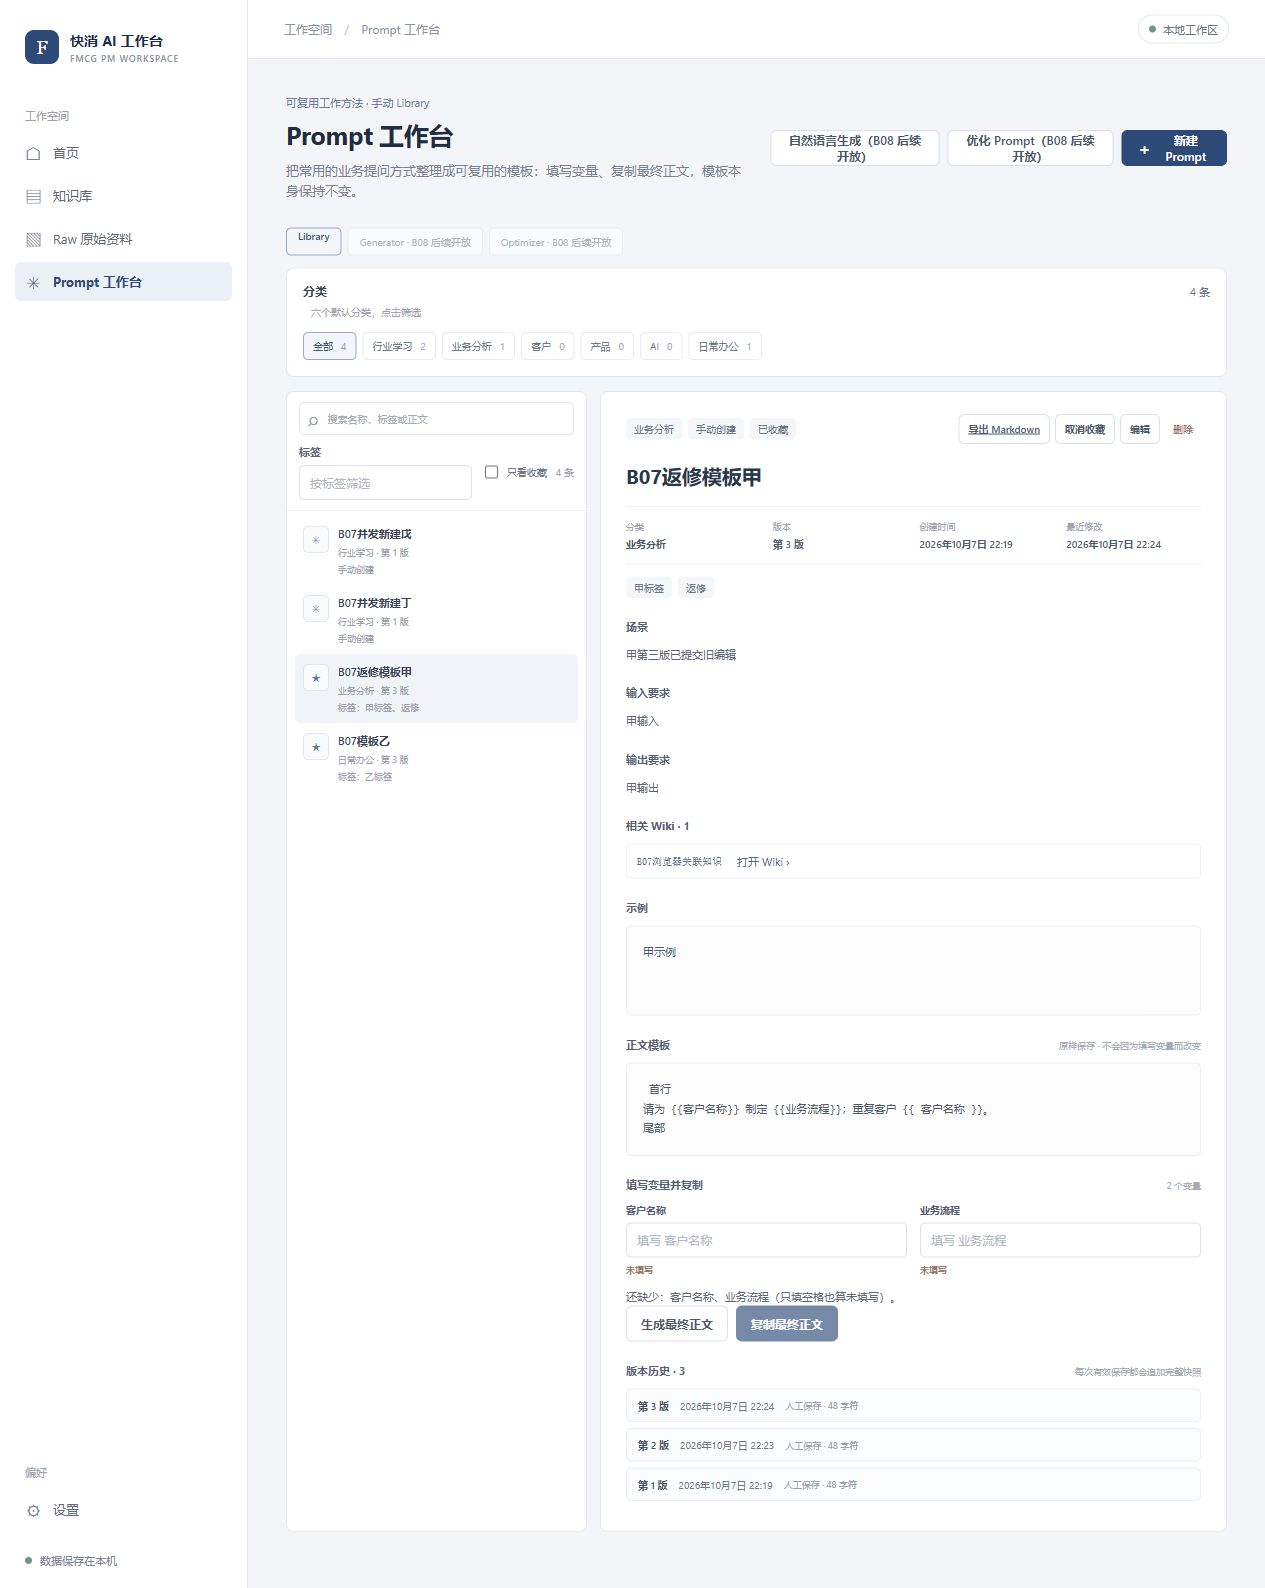 F
快消 AI 工作台
FMCG PM WORKSPACE
工作空间
首页
知识库
Raw 原始资料
Prompt 工作台
偏好
设置
数据保存在本机
工作空间 / Prompt 工作台
本地工作区
可复用工作方法 · 手动 Library
Prompt 工作台
把常用的业务提问方式整理成可复用的模板：填写变量、复制最终正文，模板本
身保持不变。
自然语言生成（B08 后续
开放）
优化 Prompt（B08 后续
开放）
+ 新建
Prompt
Library
Generator · B08 后续开放
Optimizer · B08 后续开放
分类
4 条
六个默认分类，点击筛选
全部 4
行业学习 2
业务分析 1
客户 0
产品 0
AI 0
日常办公 1
搜索名称、标签或正文
标签
按标签筛选
只看收藏
4 条
B07并发新建戊
行业学习 · 第 1 版
手动创建
B07并发新建丁
行业学习 · 第 1 版
手动创建
B07返修模板甲
业务分析 · 第 3 版
标签：甲标签、返修
B07模板乙
日常办公 · 第 3 版
标签：乙标签
业务分析
手动创建
已收藏
导出 Markdown
取消收藏
编辑
删除
B07返修模板甲
分类
版本
创建时间
最近修改
业务分析
第 3 版
2026年10月7日 22:19
2026年10月7日 22:24
甲标签
返修
场景
甲第三版已提交旧编辑
输入要求
甲输入
输出要求
甲输出
相关 Wiki · 1
B07浏览器关联知识
打开 Wiki ›
示例
甲示例
正文模板
原样保存 · 不会因为填写变量而改变
首行
请为 {{客户名称}} 制定 {{业务流程}}；重复客户 {{ 客户名称 }}。
尾部
填写变量并复制
2 个变量
客户名称
业务流程
填写 客户名称
填写 业务流程
未填写
未填写
还缺少：客户名称、业务流程（只填空格也算未填写）。
生成最终正文
复制最终正文
版本历史 · 3
每次有效保存都会追加完整快照
第 3 版 2026年10月7日 22:24 人工保存 · 48 字符
第 2 版 2026年10月7日 22:23 人工保存 · 48 字符
第 1 版 2026年10月7日 22:19 人工保存 · 48 字符